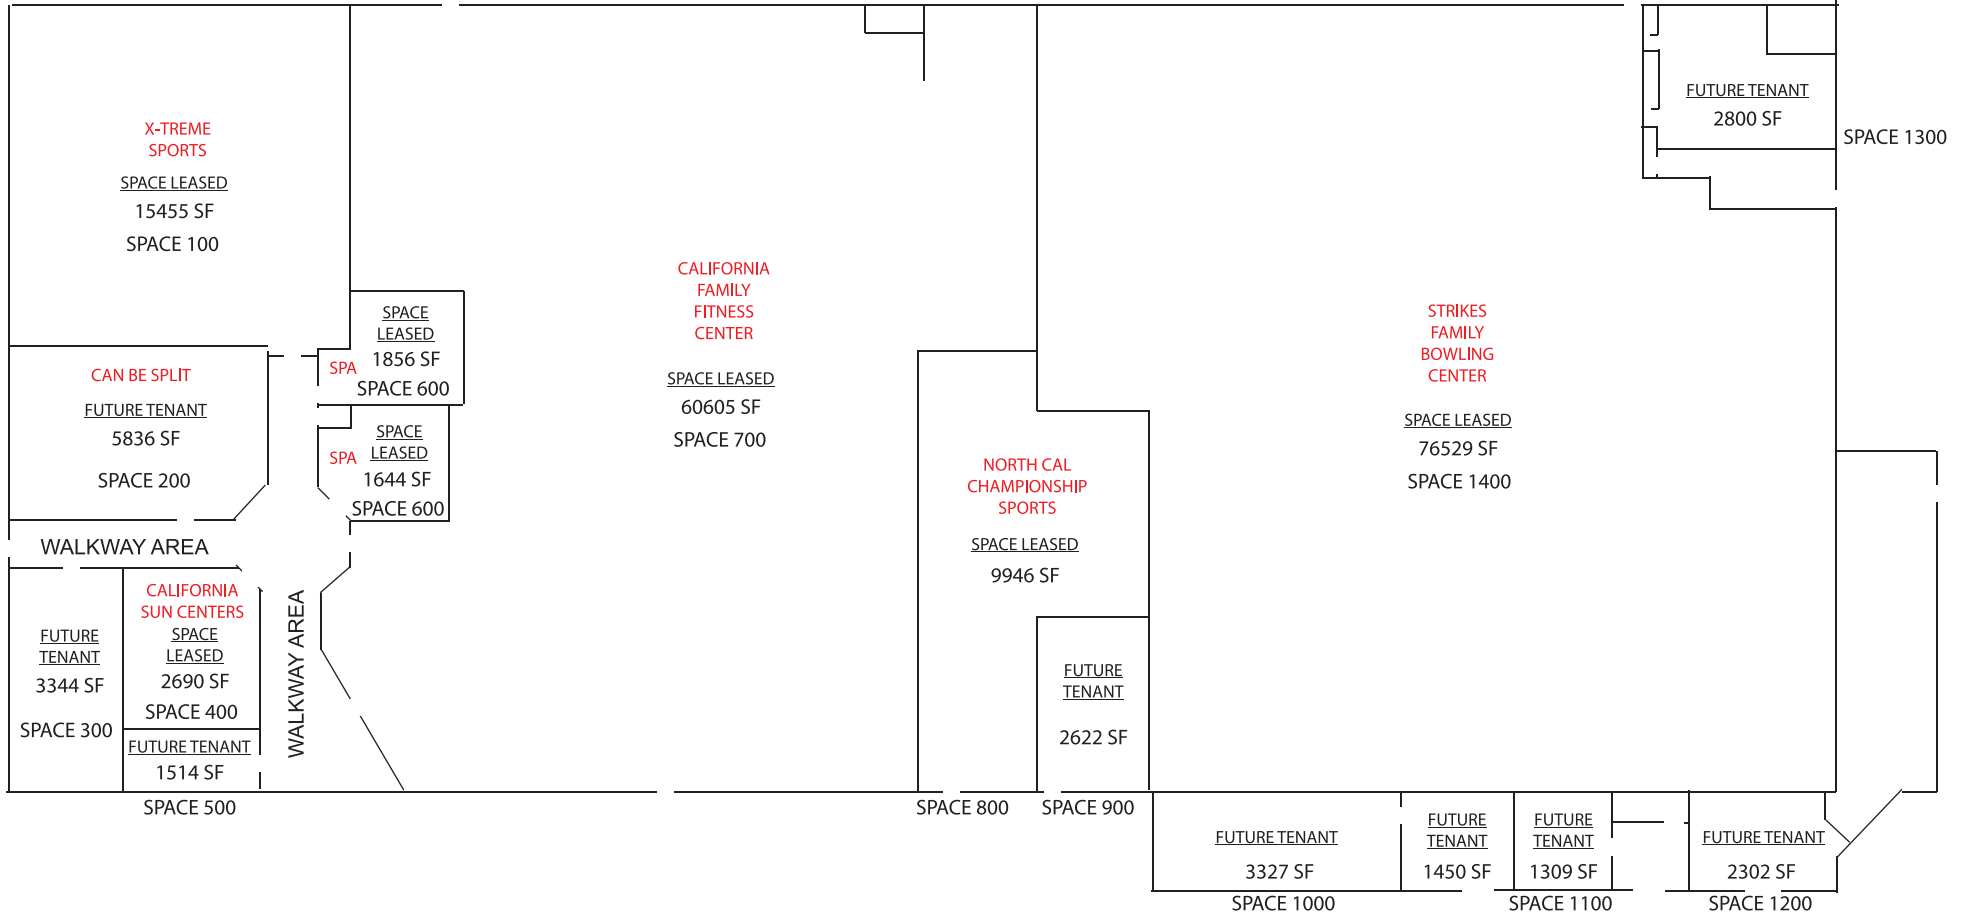 X-TREME
SPORTS
SPACE LEASED
15455 SF
SPACE 100
CAN BE SPLIT
FUTURE TENANT
5836 SF
SPACE 200
WALKWAY AREA
FUTURE
TENANT
3344 SF
SPACE 300
CALIFORNIA
SUN CENTERS
SPACE
LEASED
2690 SF
SPACE 400
FUTURE TENANT
1514 SF
SPACE 500
WALKWAY AREA
SPACE
LEASED
1856 SF
SPA
SPACE 600
SPACE
LEASED
SPA
1644 SF
SPACE 600
CALIFORNIA
FAMILY
FITNESS
CENTER
SPACE LEASED
60605 SF
SPACE 700
NORTH CAL
CHAMPIONSHIP
SPORTS
SPACE LEASED
9946 SF
SPACE 800
FUTURE
TENANT
2622 SF
SPACE 900
STRIKES
FAMILY
BOWLING
CENTER
SPACE LEASED
76529 SF
SPACE 1400
FUTURE TENANT
2800 SF
SPACE 1300
FUTURE TENANT
3327 SF
SPACE 1000
FUTURE
TENANT
1450 SF
FUTURE
TENANT
1309 SF
SPACE 1100
FUTURE TENANT
2302 SF
SPACE 1200